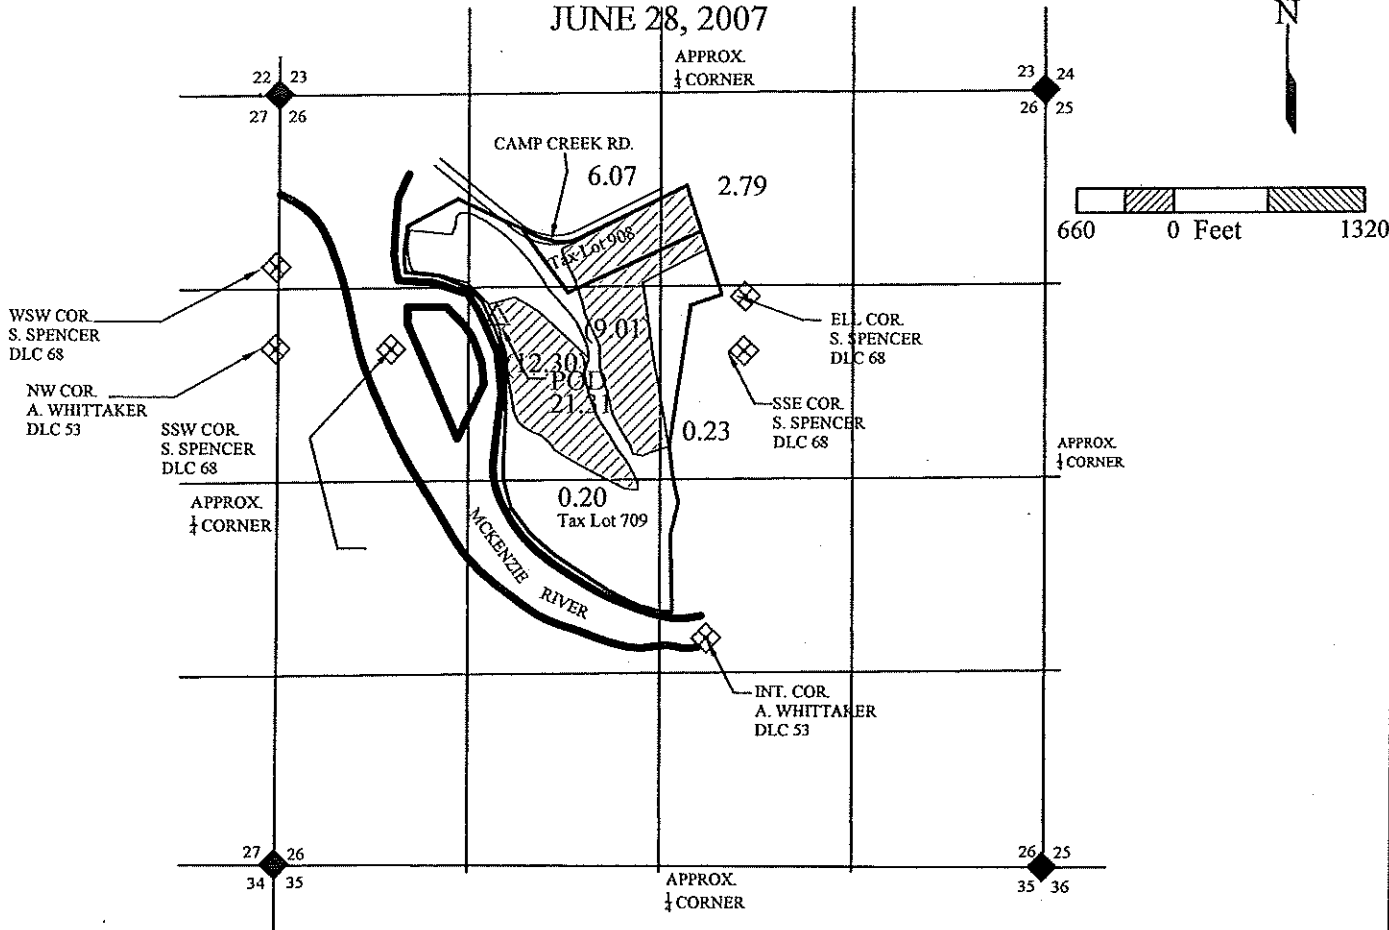 JUNE 28, 2007
N
APPROX.
1/4 CORNER
22 23
27 26
23 24
26 25
CAMP CREEK RD.
6.07
2.79
660 0 Feet 1320
Tax Lot 908
WSW COR.
S. SPENCER
DLC 68
ELL COR.
S. SPENCER
DLC 68
(9.01)
(12.30)
POD
21.31
NW COR.
A. WHITTAKER
DLC 53
SSW COR.
S. SPENCER
DLC 68
SSE COR.
S. SPENCER
DLC 68
0.23
APPROX.
1/4 CORNER
APPROX.
1/4 CORNER
0.20
Tax Lot 709
MCKENZIE RIVER
INT. COR.
A. WHITTAKER
DLC 53
27 26
34 35
26 25
35 36
APPROX.
1/4 CORNER